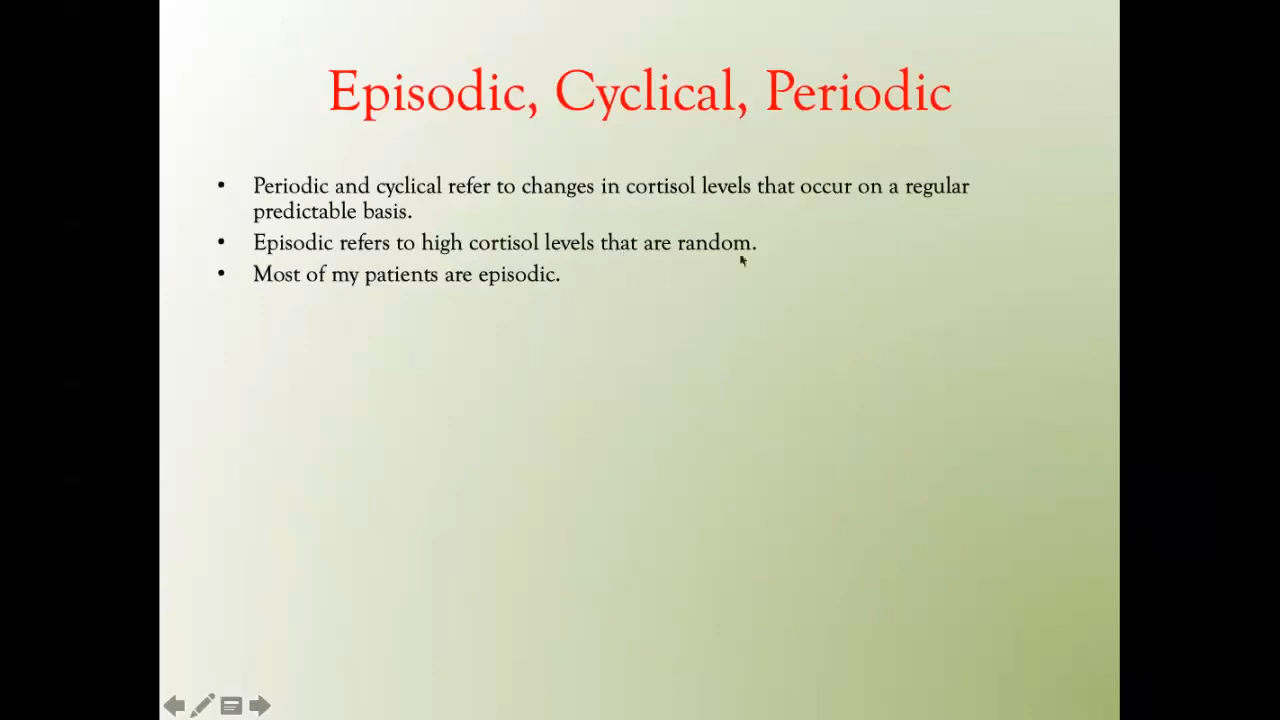 Episodic, Cyclical, Periodic
• Periodic and cyclical refer to changes in cortisol levels that occur on a regular
predictable basis.
• Episodic refers to high cortisol levels that are random.
• Most of my patients are episodic.